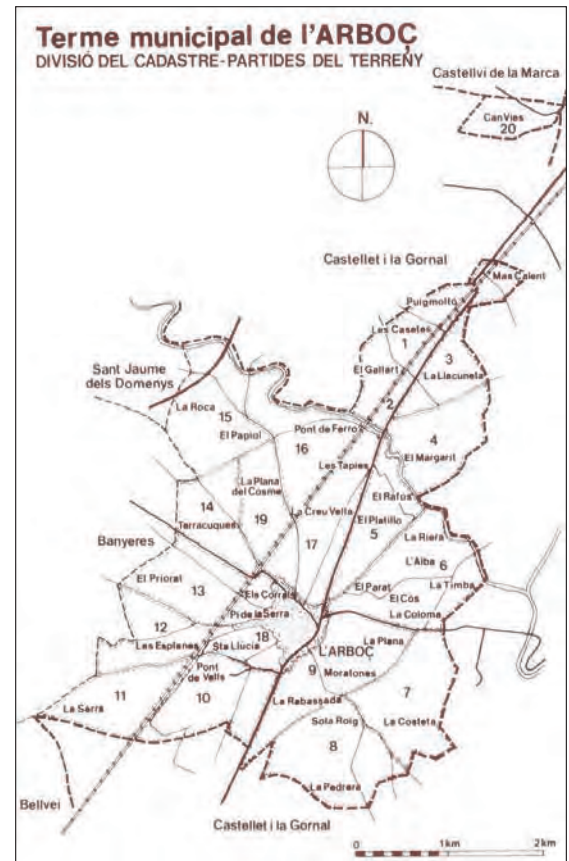 Terme municipal de l'ARBOÇ
DIVISIÓ DEL CADASTRE-PARTIDES DEL TERRENY
Castellví de la Marca
Can Vies
20
N.
Castellet i la Gornal
Mas Calent
Puigmoltó
Les Casetes
1
3
El Gallart
La Llacuneta
Sant Jaume
dels Domenys
2
La Roca
15
Pont de Ferro
4
El Papiol
16
El Margarit
Les Tàpies
La Plana
del Cosme
El Rafos
14
La Creu Vella
El Platillo
Tarracuques
19
5
La Riera
17
Banyeres
L'Alba
6
El Priorat
13
El Parat
La Timba
Els Corrals
El Cós
Pi de la Serra
La Coloma
12
18
La Plana
Les Esplanes
Sta Llúcia
L'ARBOÇ
Pont
de Vells
9
Moratones
11
10
7
La Serra
La Rabassada
Sota Roig
La Costeta
8
La Pedrera
Bellvei
Castellet i la Gornal
0
1km
2km